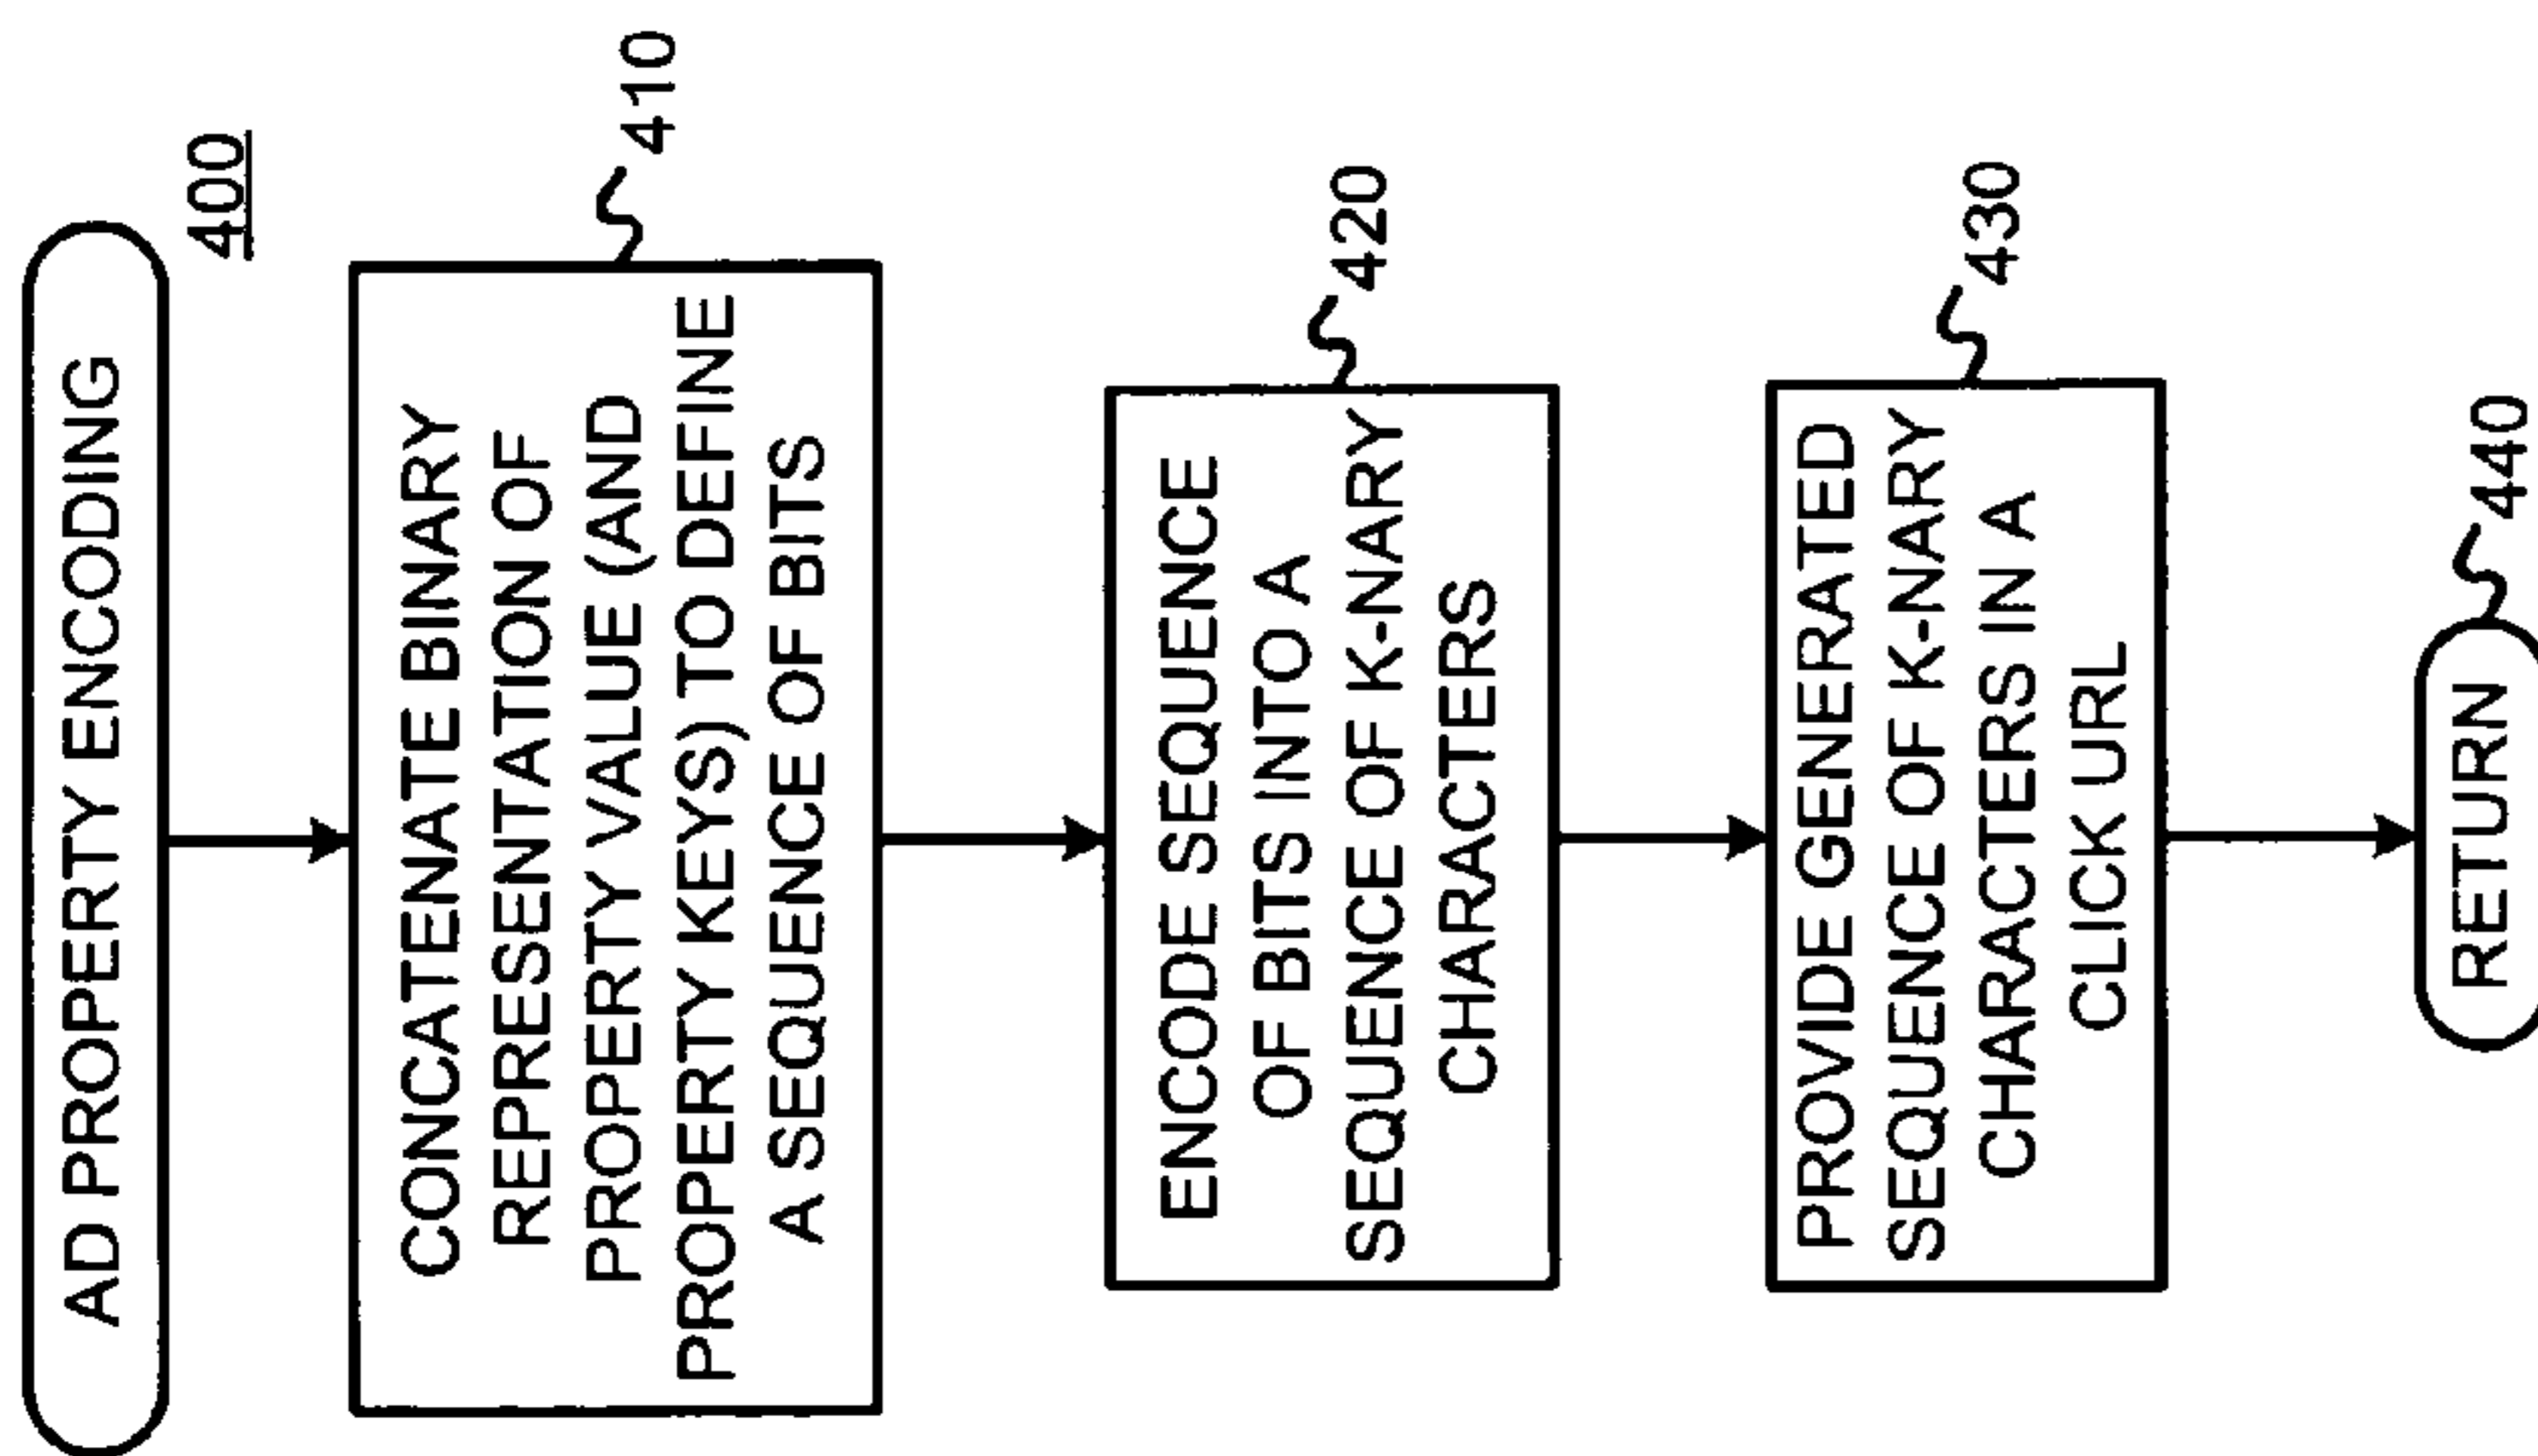 AD PROPERTY ENCODING
400
CONCATENATE BINARY
REPRESENTATION OF
PROPERTY VALUE (AND
PROPERTY KEYS) TO DEFINE
A SEQUENCE OF BITS
410
ENCODE SEQUENCE
OF BITS INTO A
SEQUENCE OF K-NARY
CHARACTERS
420
PROVIDE GENERATED
SEQUENCE OF K-NARY
CHARACTERS IN A
CLICK URL
430
RETURN
440